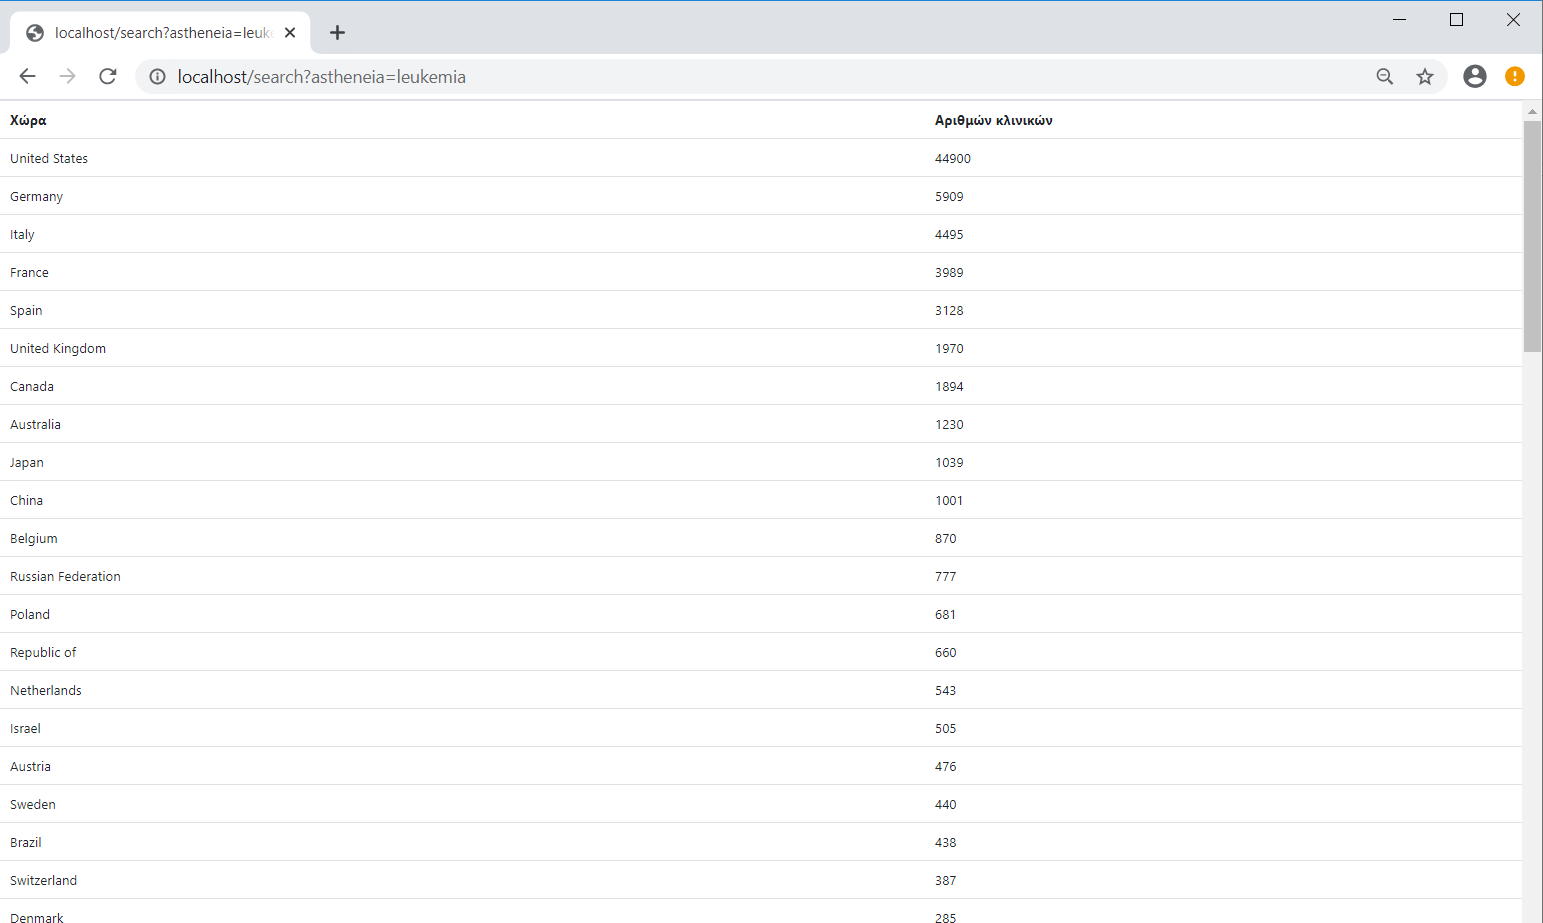 localhost/search?astheneia=leuke
localhost/search?astheneia=leukemia
Χώρα Αριθμών κλινικών
United States 44900
Germany 5909
Italy 4495
France 3989
Spain 3128
United Kingdom 1970
Canada 1894
Australia 1230
Japan 1039
China 1001
Belgium 870
Russian Federation 777
Poland 681
Republic of 660
Netherlands 543
Israel 505
Austria 476
Sweden 440
Brazil 438
Switzerland 387
Denmark 285